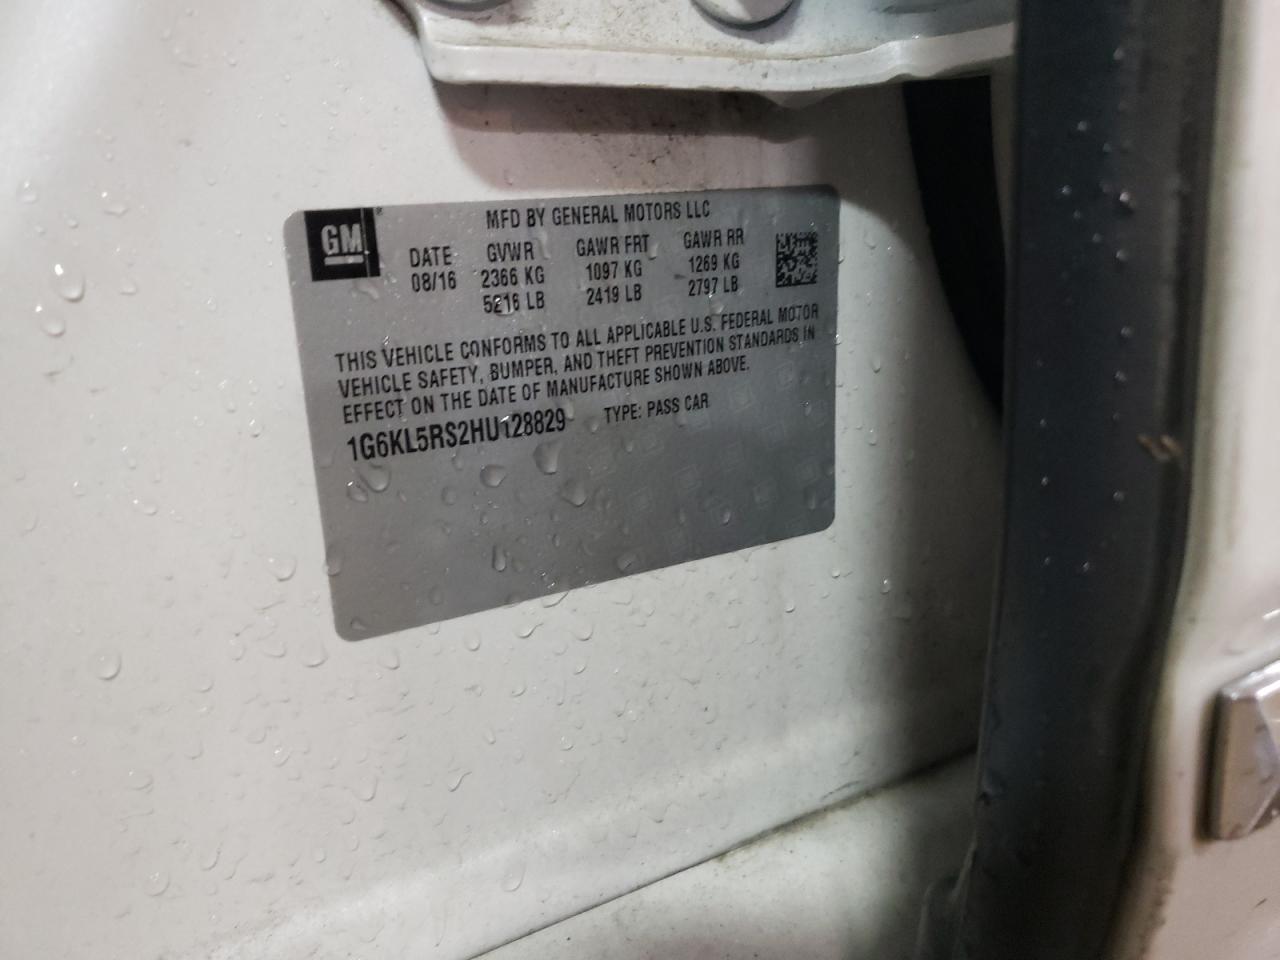 GM
MFD BY GENERAL MOTORS LLC
DATE GVWR GAWR FRT GAWR RR
08/16 2366 KG 1097 KG 1269 KG
5216 LB 2419 LB 2797 LB
THIS VEHICLE CONFORMS TO ALL APPLICABLE U.S. FEDERAL MOTOR
VEHICLE SAFETY, BUMPER, AND THEFT PREVENTION STANDARDS IN
EFFECT ON THE DATE OF MANUFACTURE SHOWN ABOVE.
1G6KL5RS2HU128829 TYPE: PASS CAR